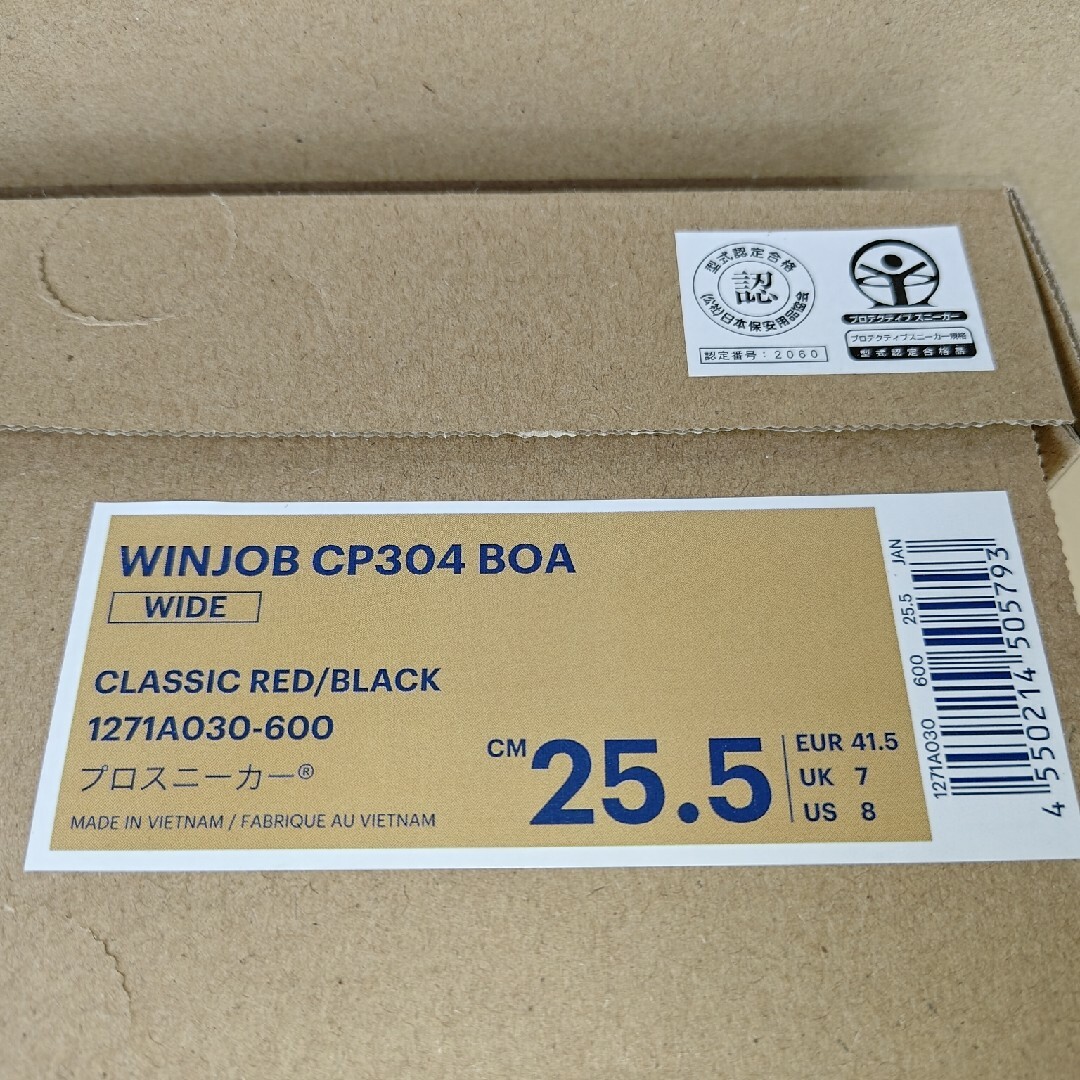 型式認定合格
認
(公社)日本保安用品協会
認定番号：2060
プロテクティブスニーカー
プロテクティブスニーカー規格
型式認定合格品
WINJOB CP304 BOA
WIDE
CLASSIC RED/BLACK
1271A030-600
プロスニーカー®
MADE IN VIETNAM / FABRIQUE AU VIETNAM
CM 25.5
EUR 41.5
UK 7
US 8
1271A030 600 25.5 JAN
4550214505793